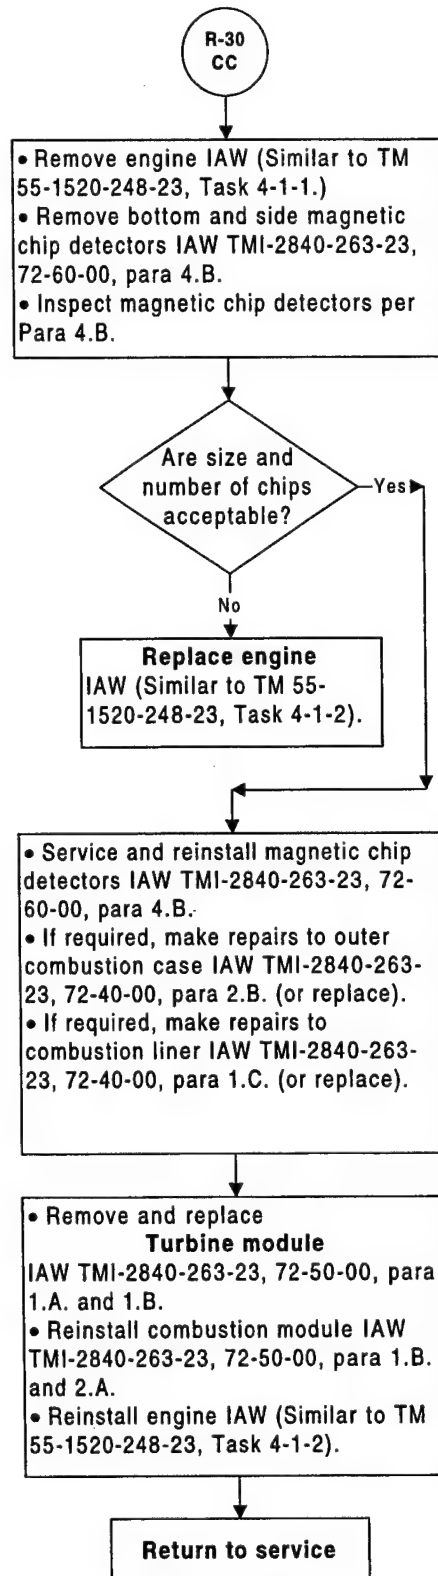 R-30
CC
• Remove engine IAW (Similar to TM
55-1520-248-23, Task 4-1-1.)
• Remove bottom and side magnetic
chip detectors IAW TMI-2840-263-23,
72-60-00, para 4.B.
• Inspect magnetic chip detectors per
Para 4.B.
Are size and
number of chips
acceptable?
Yes
No
Replace engine
IAW (Similar to TM 55-
1520-248-23, Task 4-1-2).
• Service and reinstall magnetic chip
detectors IAW TMI-2840-263-23, 72-
60-00, para 4.B.
• If required, make repairs to outer
combustion case IAW TMI-2840-263-
23, 72-40-00, para 2.B. (or replace).
• If required, make repairs to
combustion liner IAW TMI-2840-263-
23, 72-40-00, para 1.C. (or replace).
• Remove and replace
Turbine module
IAW TMI-2840-263-23, 72-50-00, para
1.A. and 1.B.
• Reinstall combustion module IAW
TMI-2840-263-23, 72-50-00, para 1.B.
and 2.A.
• Reinstall engine IAW (Similar to TM
55-1520-248-23, Task 4-1-2).
Return to service